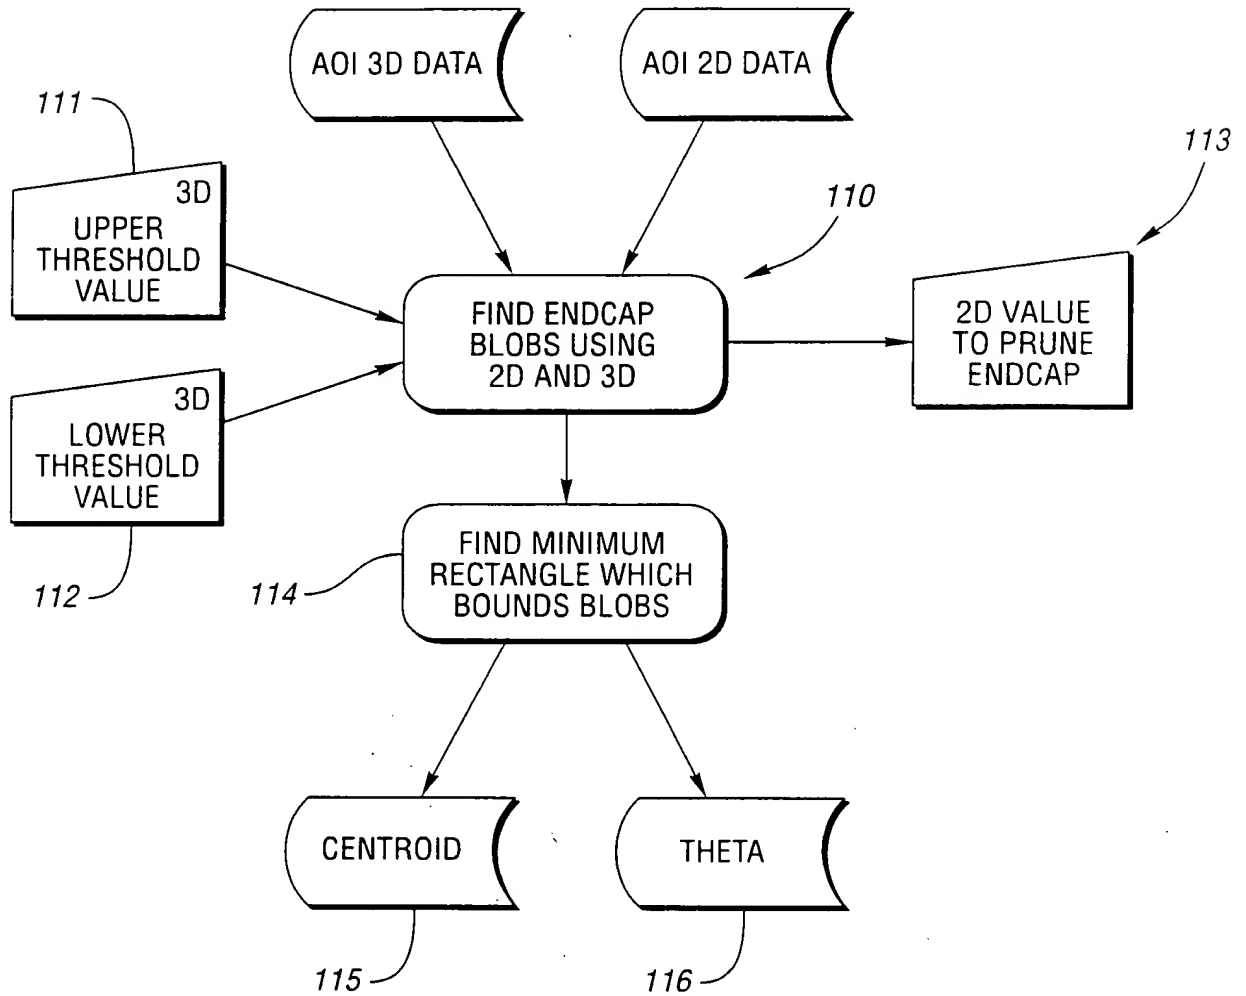 AOI 3D DATA
AOI 2D DATA
111
113
3D
UPPER
THRESHOLD
VALUE
110
FIND ENDCAP
BLOBS USING
2D AND 3D
2D VALUE
TO PRUNE
ENDCAP
3D
LOWER
THRESHOLD
VALUE
112
114
FIND MINIMUM
RECTANGLE WHICH
BOUNDS BLOBS
CENTROID
THETA
115
116